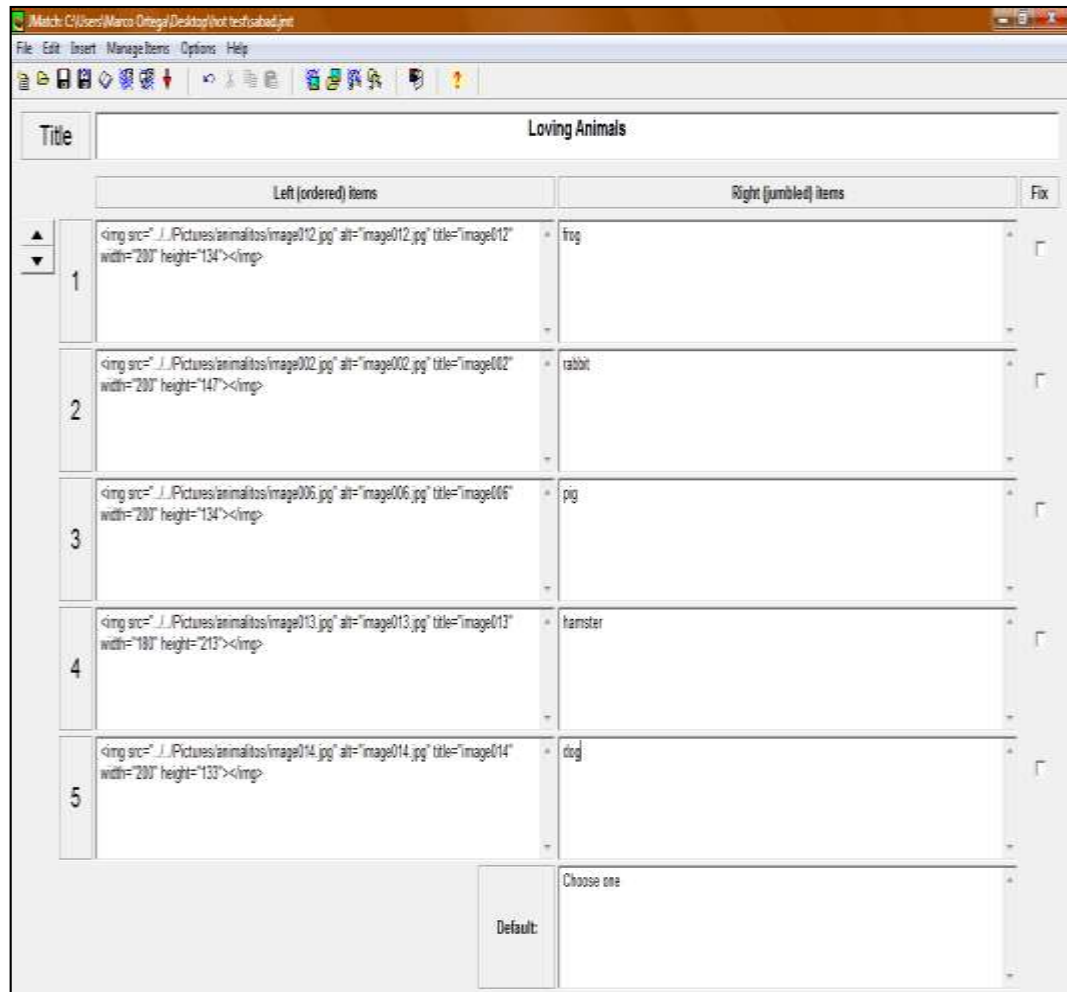 JMatch: C:\Users\Marco Ortega\Desktop\hot test\sabad.jmt
File Edit Insert Manage Items Options Help
Title
Loving Animals
Left (ordered) items
Right (jumbled) items
Fix
1
<img src="../../Pictures/animalitos/image012.jpg" alt="image012.jpg" title="image012"
width="200" height="134"></img>
frog
2
<img src="../../Pictures/animalitos/image002.jpg" alt="image002.jpg" title="image002"
width="200" height="147"></img>
rabbit
3
<img src="../../Pictures/animalitos/image006.jpg" alt="image006.jpg" title="image006"
width="200" height="134"></img>
pig
4
<img src="../../Pictures/animalitos/image013.jpg" alt="image013.jpg" title="image013"
width="180" height="213"></img>
hamster
5
<img src="../../Pictures/animalitos/image014.jpg" alt="image014.jpg" title="image014"
width="200" height="133"></img>
dog
Default:
Choose one